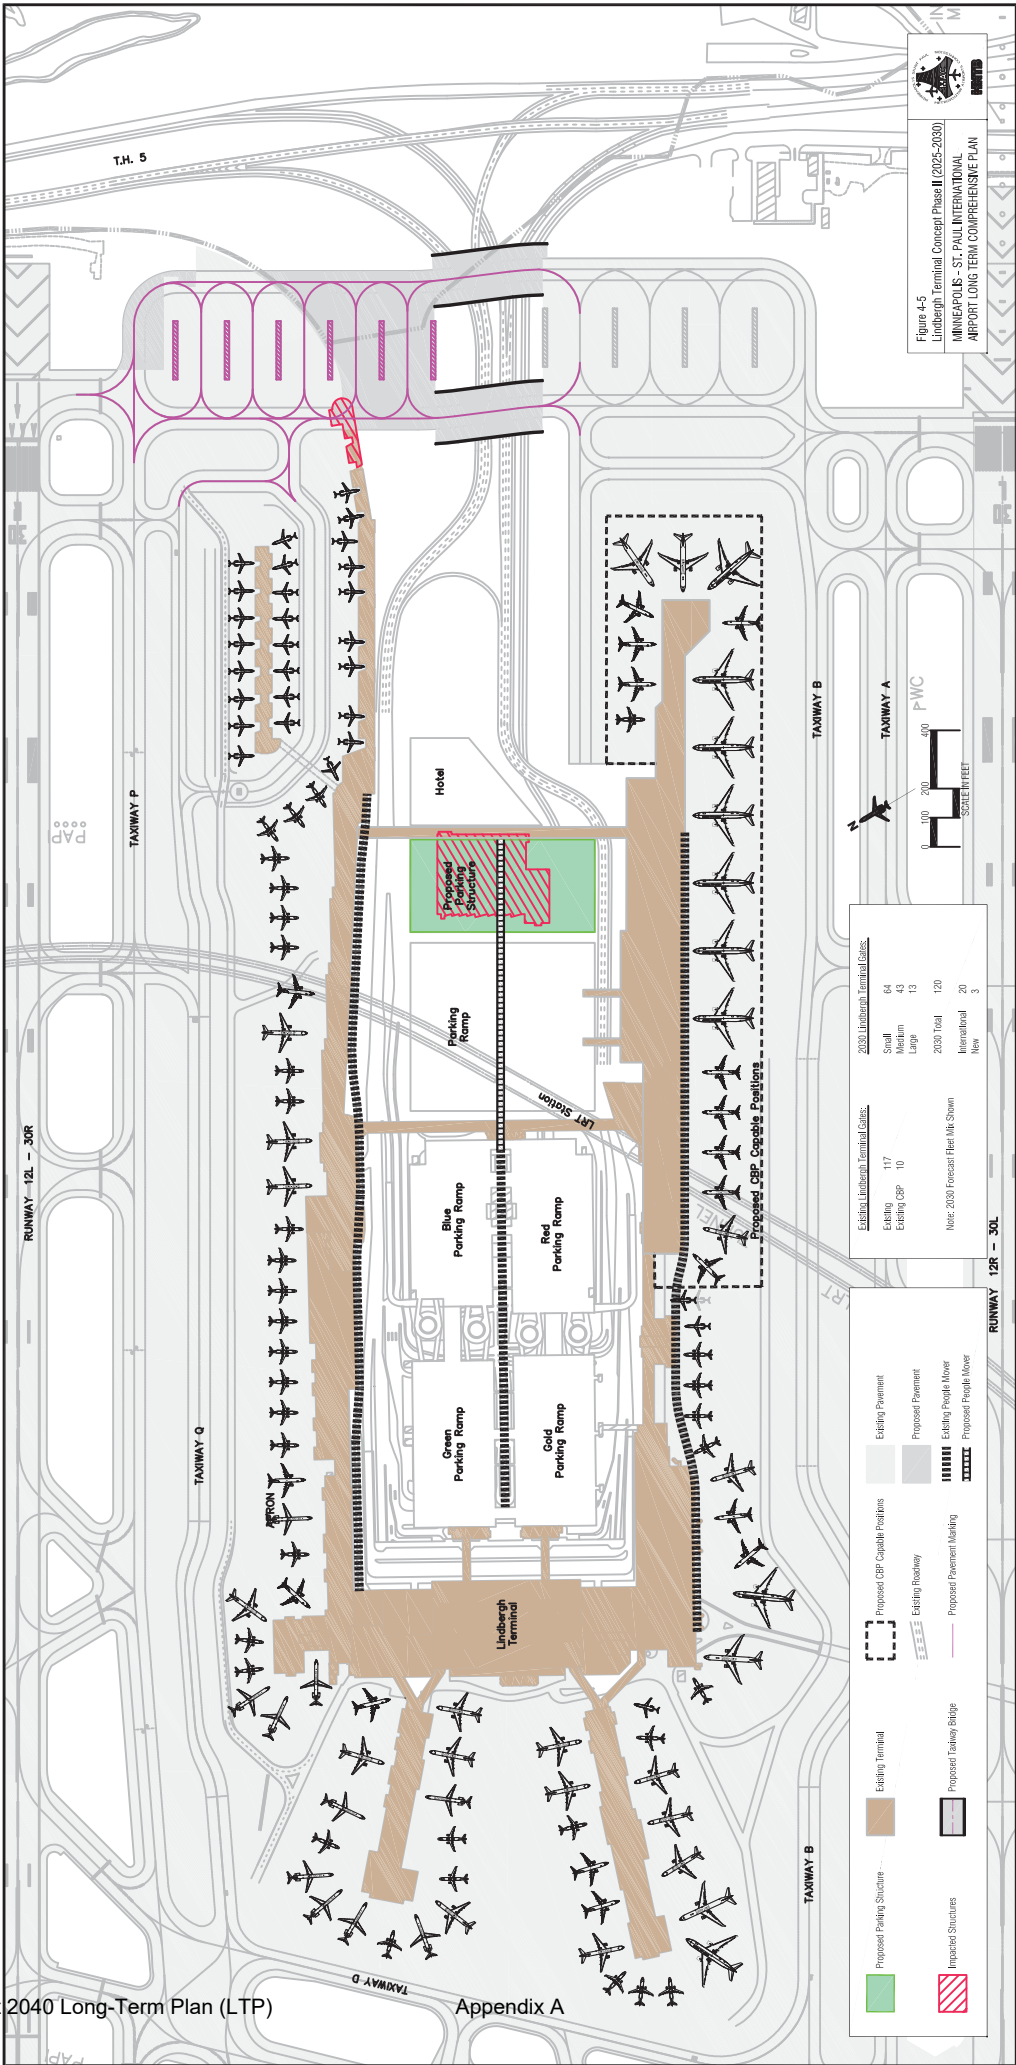 T.H. 5
Figure 4-5
Lindbergh Terminal Concept Phase II (2025-2030)
MINNEAPOLIS - ST. PAUL INTERNATIONAL
AIRPORT LONG TERM COMPREHENSIVE PLAN
HNTB
RUNWAY 12L - 30R
TAXIWAY P
PAPI
TAXIWAY Q
APRON
Hotel
Proposed
Parking
Structure
Parking
Ramp
LRT Station
Blue
Parking Ramp
Red
Parking Ramp
Green
Parking Ramp
Gold
Parking Ramp
Lindbergh
Terminal
Proposed CBP Capable Positions
TAXIWAY B
TAXIWAY A
PWC
N
0 100 200 400
SCALE IN FEET
LRT
TAXIWAY B
TAXIWAY D
RUNWAY 12R - 30L
Existing Lindbergh Terminal Gates:
Existing 117
Existing CBP 10
Note: 2030 Forecast Fleet Mix Shown
2030 Lindbergh Terminal Gates:
Small 64
Medium 43
Large 13
2030 Total 120
International 20
New 3
Proposed Parking Structure
Impacted Structures
Existing Terminal
Proposed Taxiway Bridge
Proposed CBP Capable Positions
Existing Roadway
Proposed Pavement Marking
Existing Pavement
Proposed Pavement
Existing People Mover
Proposed People Mover
2040 Long-Term Plan (LTP)
Appendix A